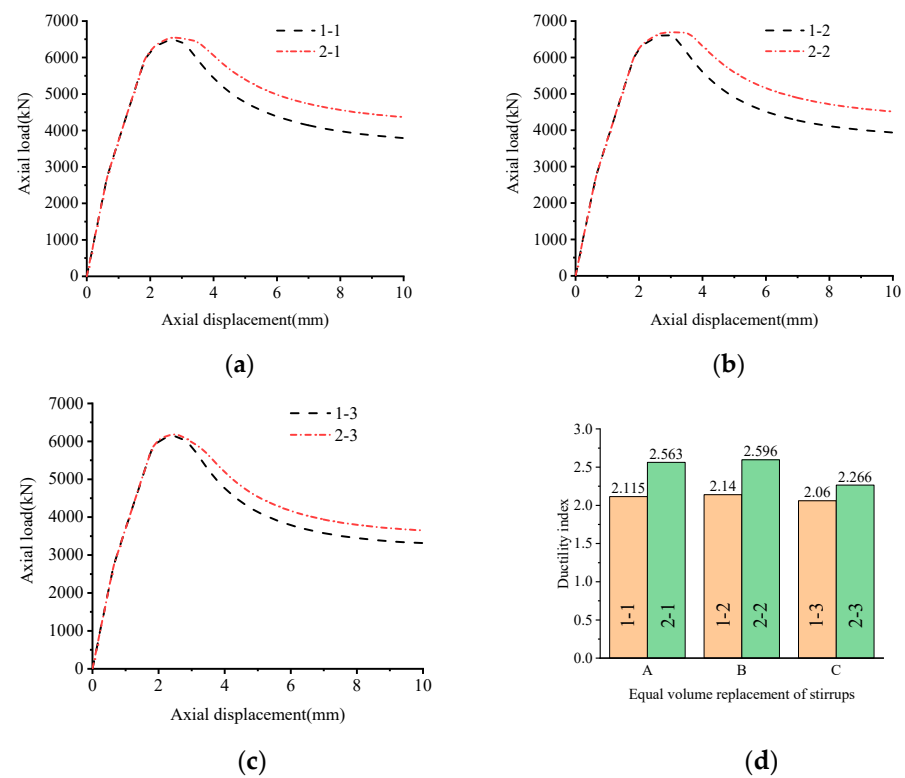 7000
6000
5000
4000
3000
2000
1000
0
Axial load(kN)
1-1
2-1
0 2 4 6 8 10
Axial displacement(mm)
(a)
7000
6000
5000
4000
3000
2000
1000
0
Axial load(kN)
1-2
2-2
0 2 4 6 8 10
Axial displacement(mm)
(b)
7000
6000
5000
4000
3000
2000
1000
0
Axial load(kN)
1-3
2-3
0 2 4 6 8 10
Axial displacement(mm)
(c)
3.0
2.5
2.0
1.5
1.0
0.5
0.0
Ductility index
2.115 2.563 2.14 2.596 2.06 2.266
1-1 2-1 1-2 2-2 1-3 2-3
A B C
Equal volume replacement of stirrups
(d)